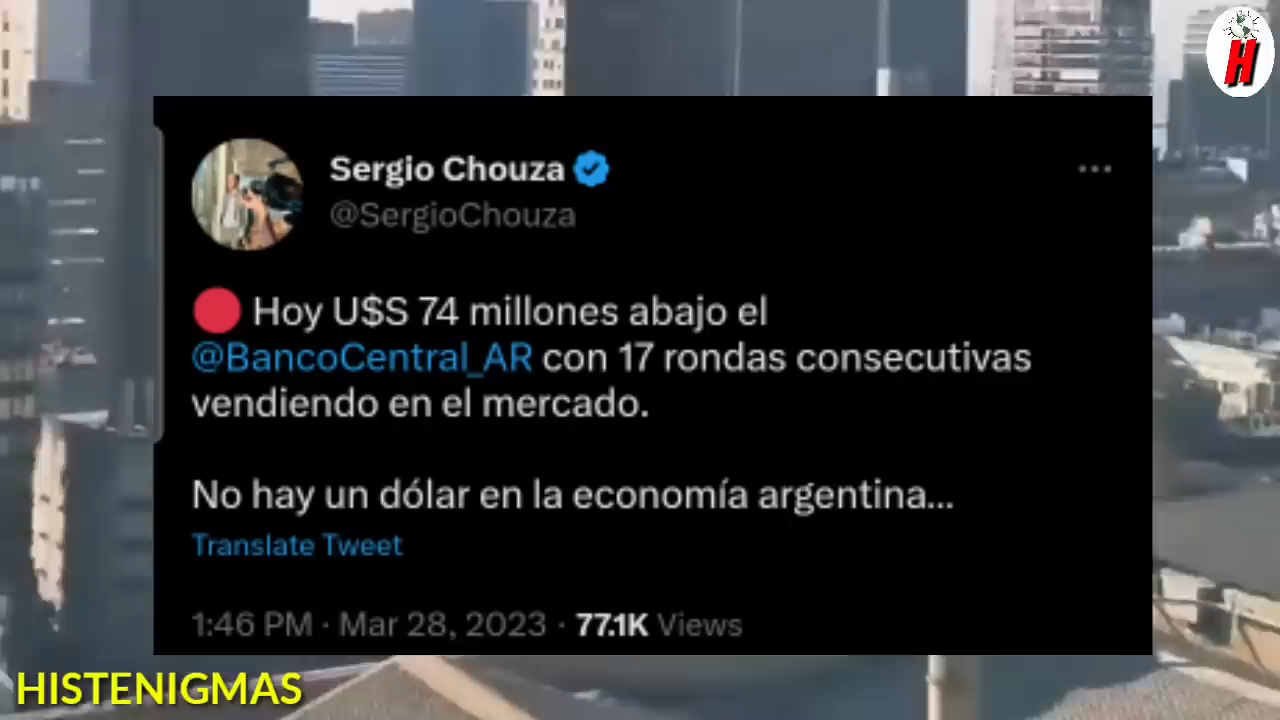 H
Sergio Chouza
@SergioChouza
Hoy U$S 74 millones abajo el
@BancoCentral_AR con 17 rondas consecutivas
vendiendo en el mercado.
No hay un dólar en la economía argentina...
Translate Tweet
1:46 PM · Mar 28, 2023 · 77.1K Views
HISTENIGMAS